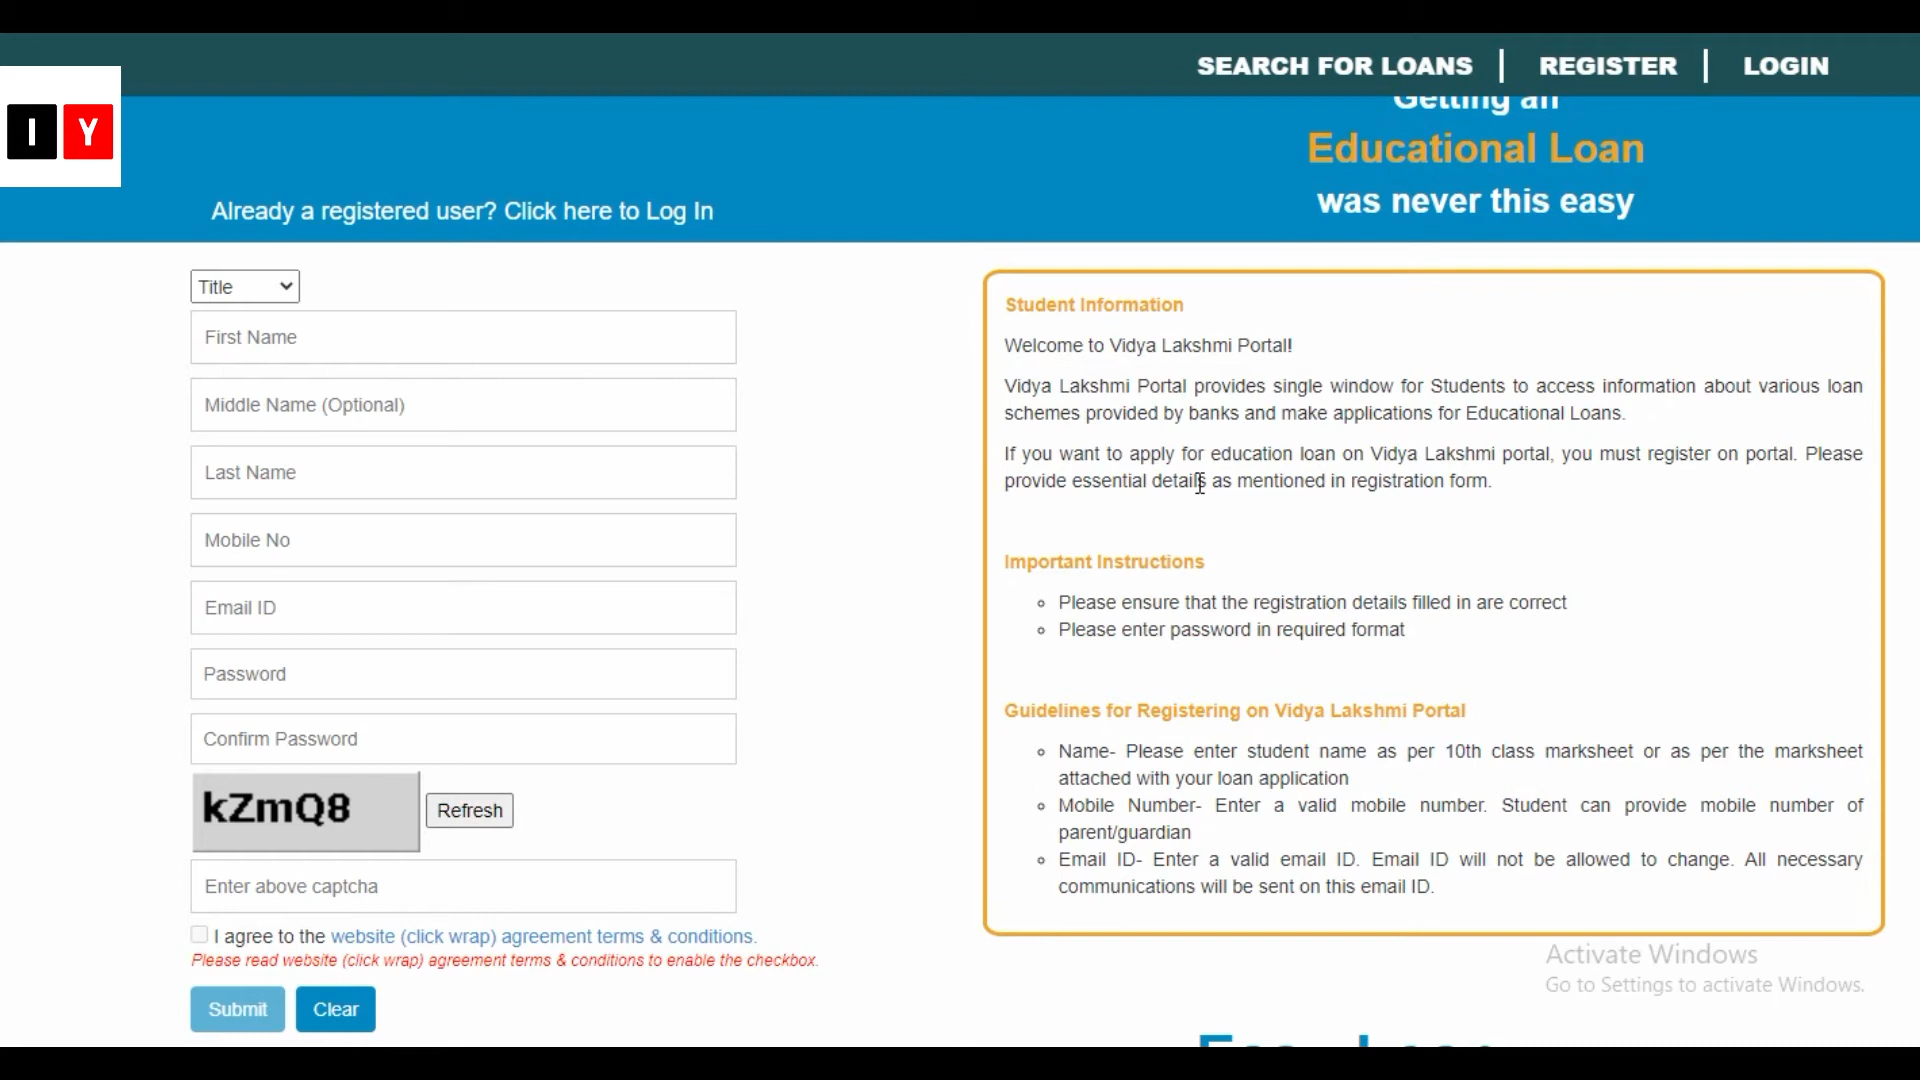 SEARCH FOR LOANS | REGISTER | LOGIN
I Y
Getting an
Educational Loan
was never this easy
Already a registered user? Click here to Log In
Title
First Name
Middle Name (Optional)
Last Name
Mobile No
Email ID
Password
Confirm Password
kZmQ8
Refresh
Enter above captcha
I agree to the website (click wrap) agreement terms & conditions.
Please read website (click wrap) agreement terms & conditions to enable the checkbox.
Submit Clear
Student Information
Welcome to Vidya Lakshmi Portal!
Vidya Lakshmi Portal provides single window for Students to access information about various loan
schemes provided by banks and make applications for Educational Loans.
If you want to apply for education loan on Vidya Lakshmi portal, you must register on portal. Please
provide essential details as mentioned in registration form.
Important Instructions
Please ensure that the registration details filled in are correct
Please enter password in required format
Guidelines for Registering on Vidya Lakshmi Portal
Name- Please enter student name as per 10th class marksheet or as per the marksheet
attached with your loan application
Mobile Number- Enter a valid mobile number. Student can provide mobile number of
parent/guardian
Email ID- Enter a valid email ID. Email ID will not be allowed to change. All necessary
communications will be sent on this email ID.
Activate Windows
Go to Settings to activate Windows.